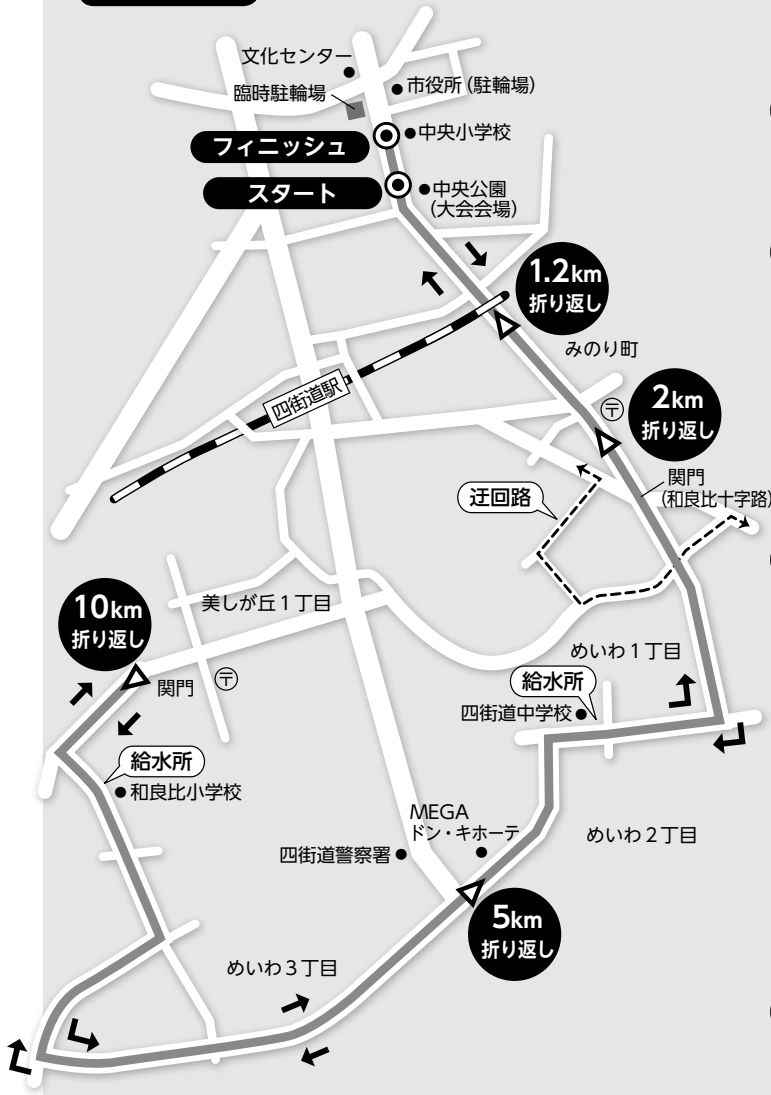 文化センター
臨時駐輪場
市役所(駐輪場)
フィニッシュ
中央小学校
スタート
中央公園
(大会会場)
1.2km
折り返し
みのり町
四街道駅
〒
2km
折り返し
関門
(和良比十字路)
迂回路
10km
折り返し
美しが丘1丁目
めいわ1丁目
関門
〒
給水所
四街道中学校
給水所
和良比小学校
MEGA
ドン・キホーテ
めいわ2丁目
四街道警察署
5km
折り返し
めいわ3丁目